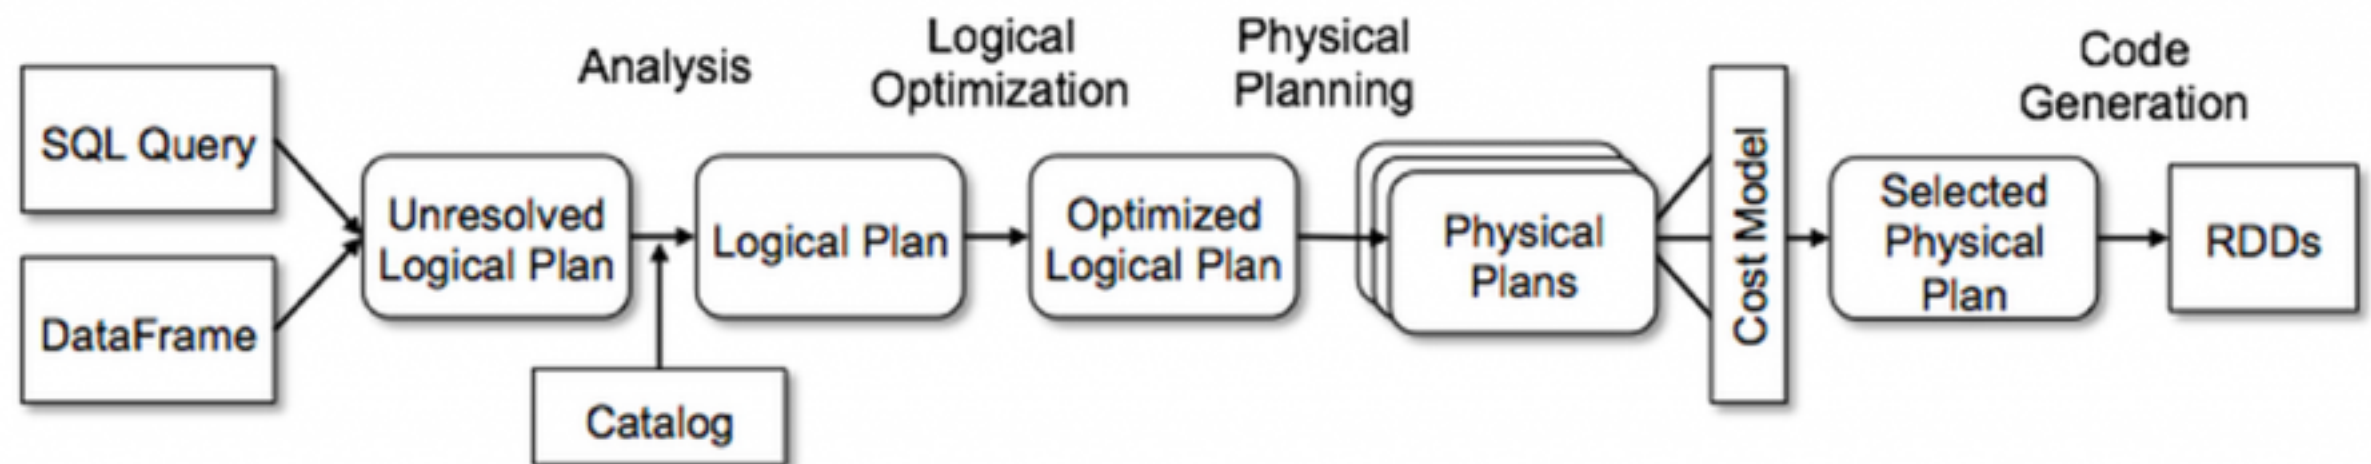 Analysis
Logical
Optimization
Physical
Planning
Code
Generation
SQL Query
DataFrame
Unresolved
Logical Plan
Catalog
Logical Plan
Optimized
Logical Plan
Physical
Plans
Cost Model
Selected
Physical
Plan
RDDs